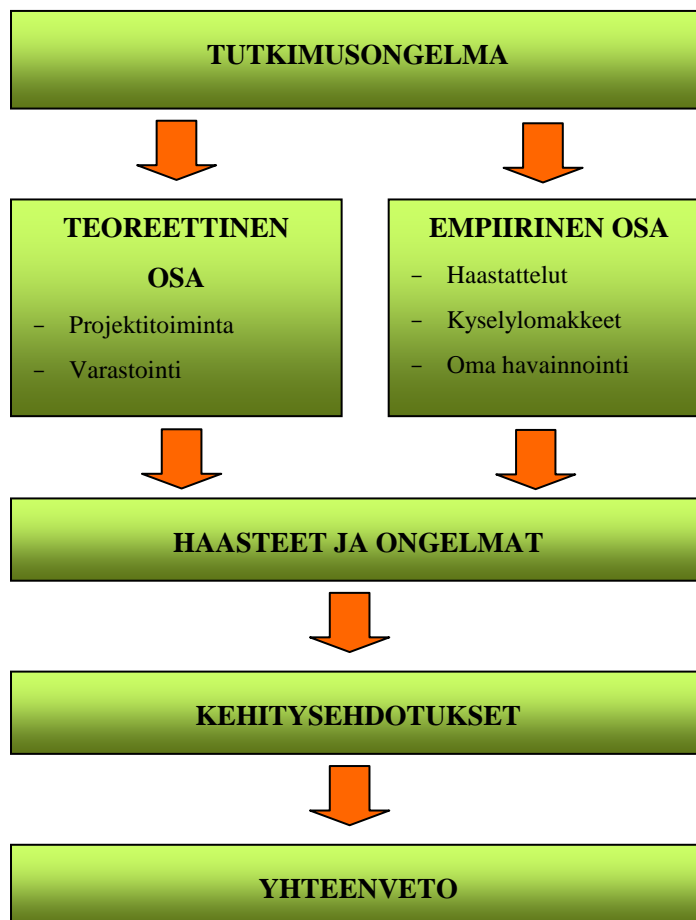 TUTKIMUSONGELMA
TEOREETTINEN
OSA
– Projektitoiminta
– Varastointi
EMPIIRINEN OSA
– Haastattelut
– Kyselylomakkeet
– Oma havainnointi
HAASTEET JA ONGELMAT
KEHITYSEHDOTUKSET
YHTEENVETO